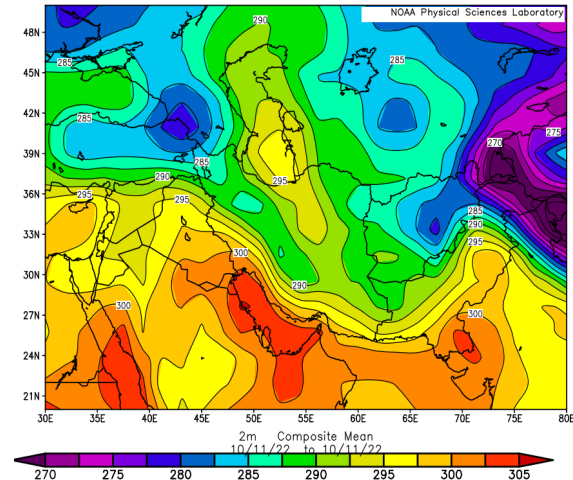 NOAA Physical Sciences Laboratory
48N
45N
42N
39N
36N
33N
30N
27N
24N
21N
290
285
285
285
275
270
285
290
295
295
295
285
290
295
300
290
300
300
30E 35E 40E 45E 50E 55E 60E 65E 70E 75E 80E
2m Composite Mean
10/11/22 to 10/11/22
270 275 280 285 290 295 300 305